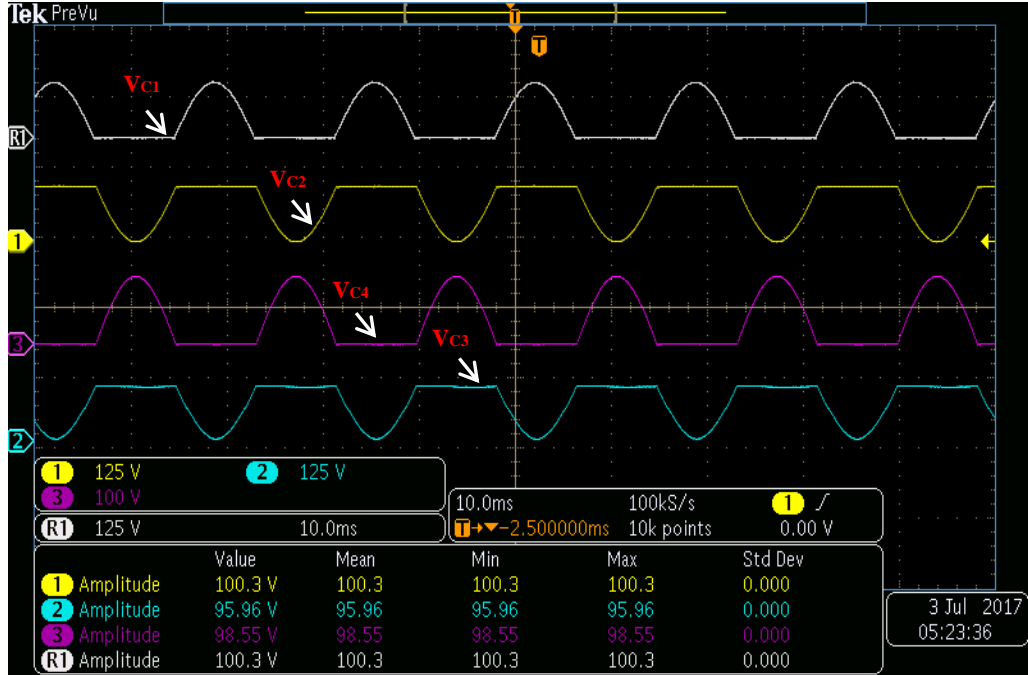 Tek PreVu
T
T
VC1
R1
VC2
1
VC4
3
VC3
2
1 125 V 2 125 V
3 100 V
R1 125 V 10.0ms
10.0ms 100kS/s 1
T→▼−2.500000ms 10k points 0.00 V
Value Mean Min Max Std Dev
1 Amplitude 100.3 V 100.3 100.3 100.3 0.000
2 Amplitude 95.96 V 95.96 95.96 95.96 0.000
3 Amplitude 98.55 V 98.55 98.55 98.55 0.000
R1 Amplitude 100.3 V 100.3 100.3 100.3 0.000
3 Jul 2017
05:23:36